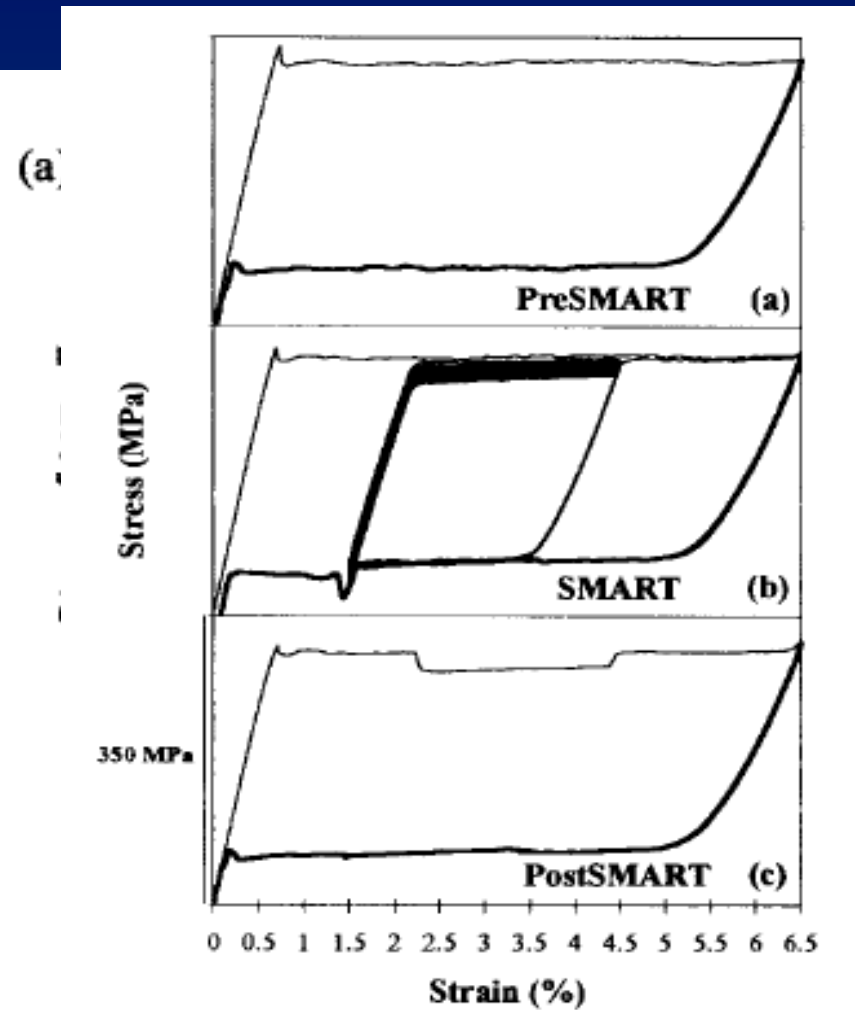 (a)
PreSMART (a)
Stress (MPa)
SMART (b)
350 MPa
PostSMART (c)
0 0.5 1 1.5 2 2.5 3 3.5 4 4.5 5 5.5 6 6.5
Strain (%)